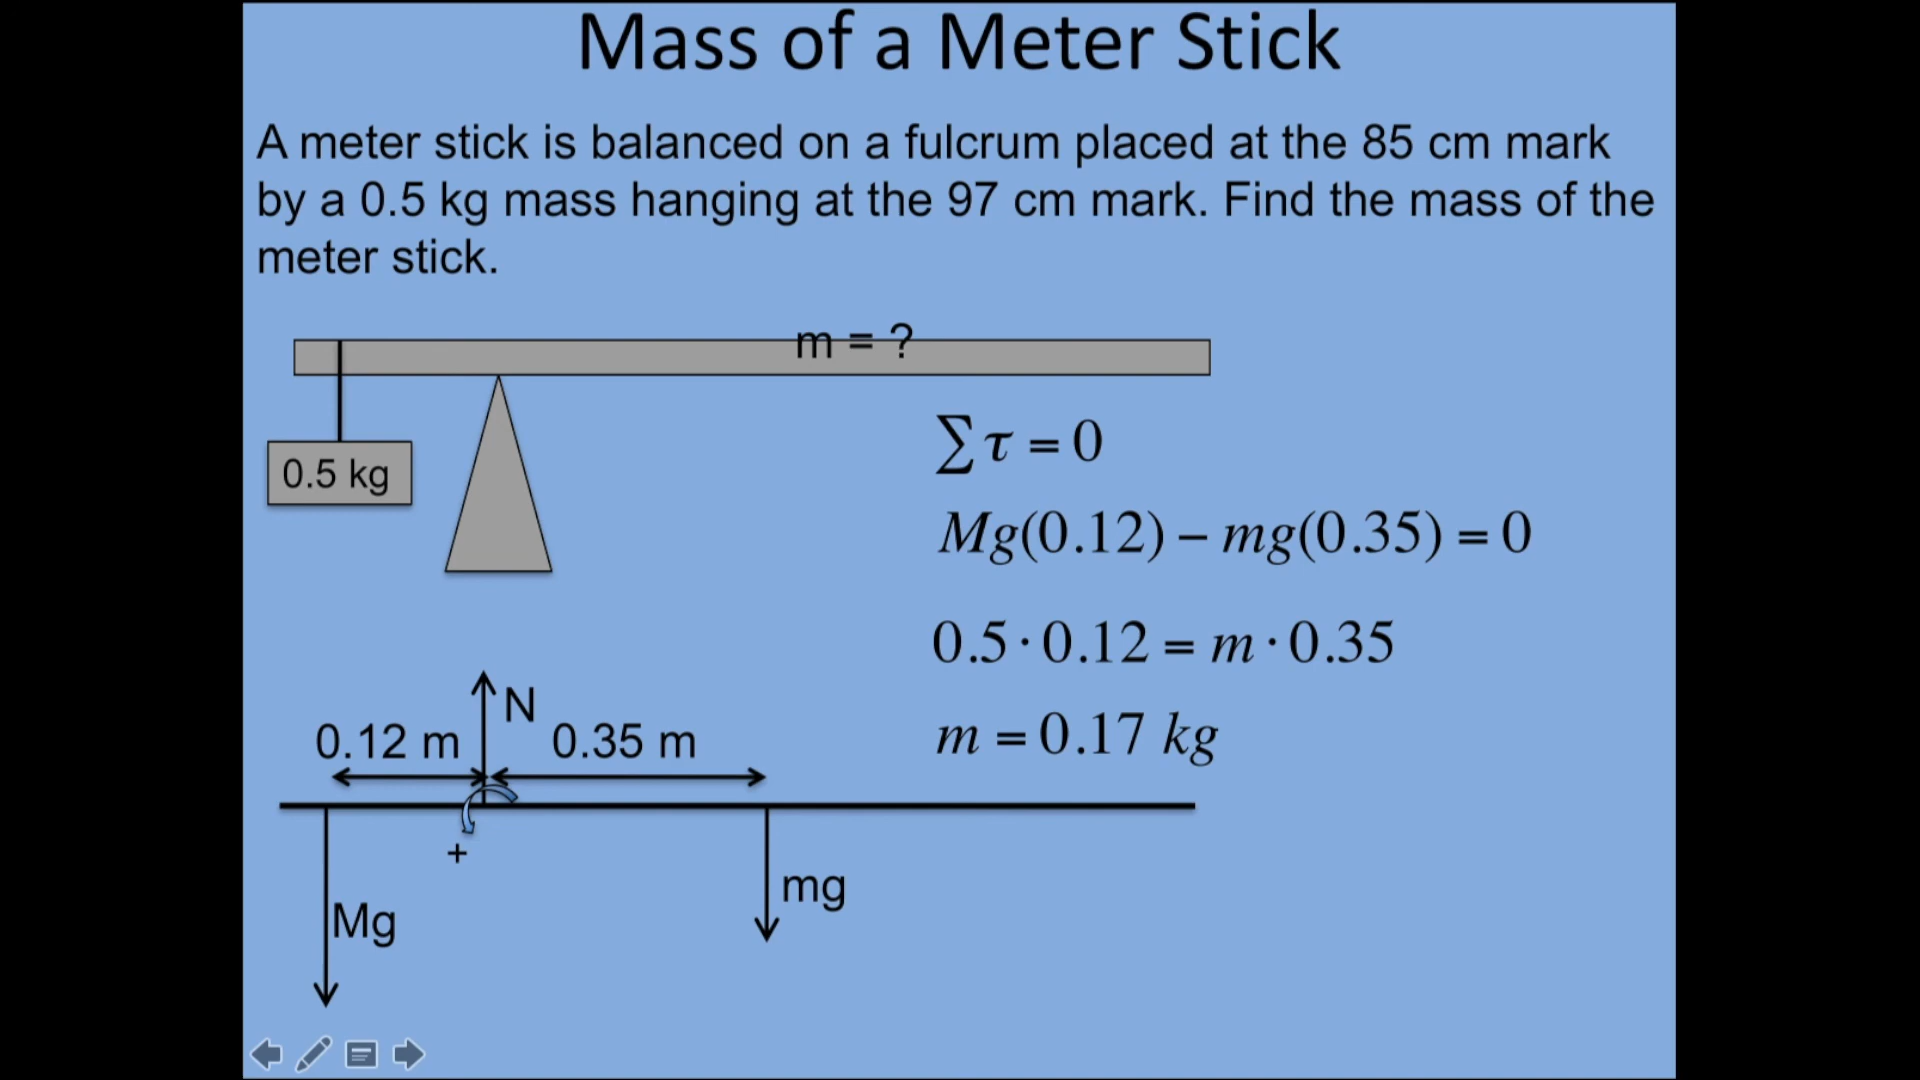 Mass of a Meter Stick
A meter stick is balanced on a fulcrum placed at the 85 cm mark
by a 0.5 kg mass hanging at the 97 cm mark. Find the mass of the
meter stick.
m = ?
0.5 kg
∑τ = 0
Mg(0.12) – mg(0.35) = 0
0.5 · 0.12 = m · 0.35
m = 0.17 kg
N
0.12 m
0.35 m
+
Mg
mg